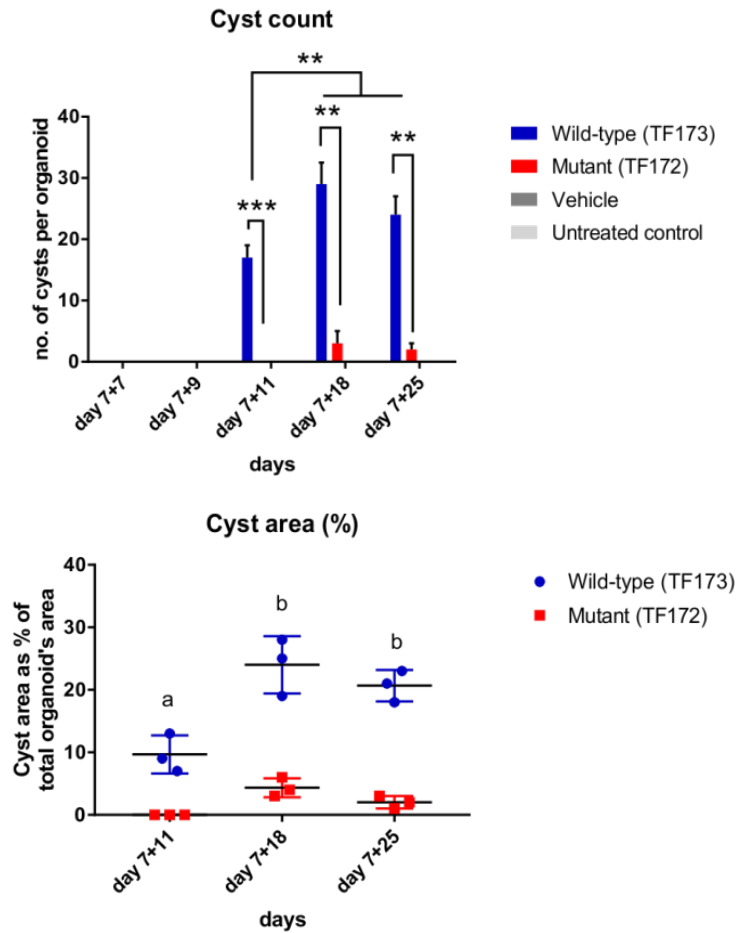 Cyst count
**
no. of cysts per organoid
40
30
20
10
0
***
**
**
day 7+7
day 7+9
day 7+11
day 7+18
day 7+25
days
Wild-type (TF173)
Mutant (TF172)
Vehicle
Untreated control
Cyst area (%)
Cyst area as % of
total organoid's area
40
30
20
10
0
a
b
b
day 7+11
day 7+18
day 7+25
days
Wild-type (TF173)
Mutant (TF172)